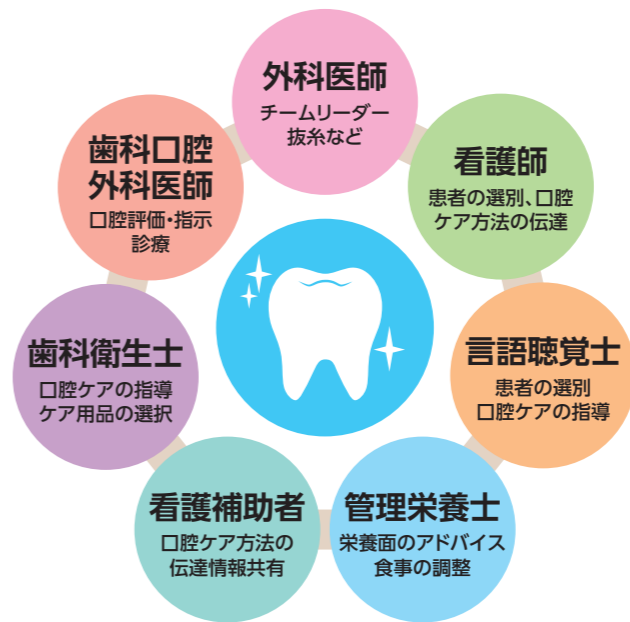 外科医師
チームリーダー
抜糸など
看護師
患者の選別、口腔
ケア方法の伝達
言語聴覚士
患者の選別
口腔ケアの指導
管理栄養士
栄養面のアドバイス
食事の調整
看護補助者
口腔ケア方法の
伝達情報共有
歯科衛生士
口腔ケアの指導
ケア用品の選択
歯科口腔
外科医師
口腔評価・指示
診療